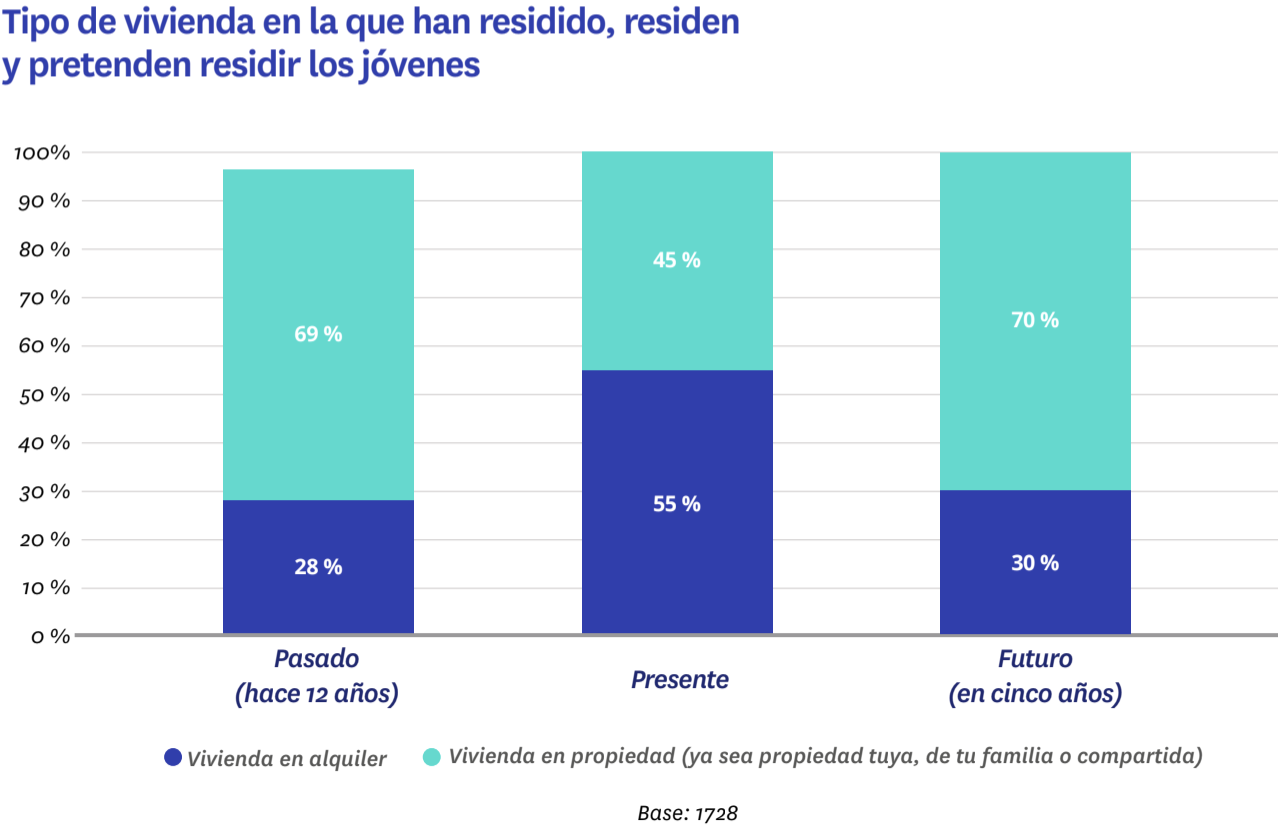 Tipo de vivienda en la que han residido, residen
y pretenden residir los jóvenes
100%
90 %
80 %
70 %
60 %
50 %
40 %
30 %
20 %
10 %
0 %
69 %
28 %
45 %
55 %
70 %
30 %
Pasado
(hace 12 años)
Presente
Futuro
(en cinco años)
Vivienda en alquiler
Vivienda en propiedad (ya sea propiedad tuya, de tu familia o compartida)
Base: 1728